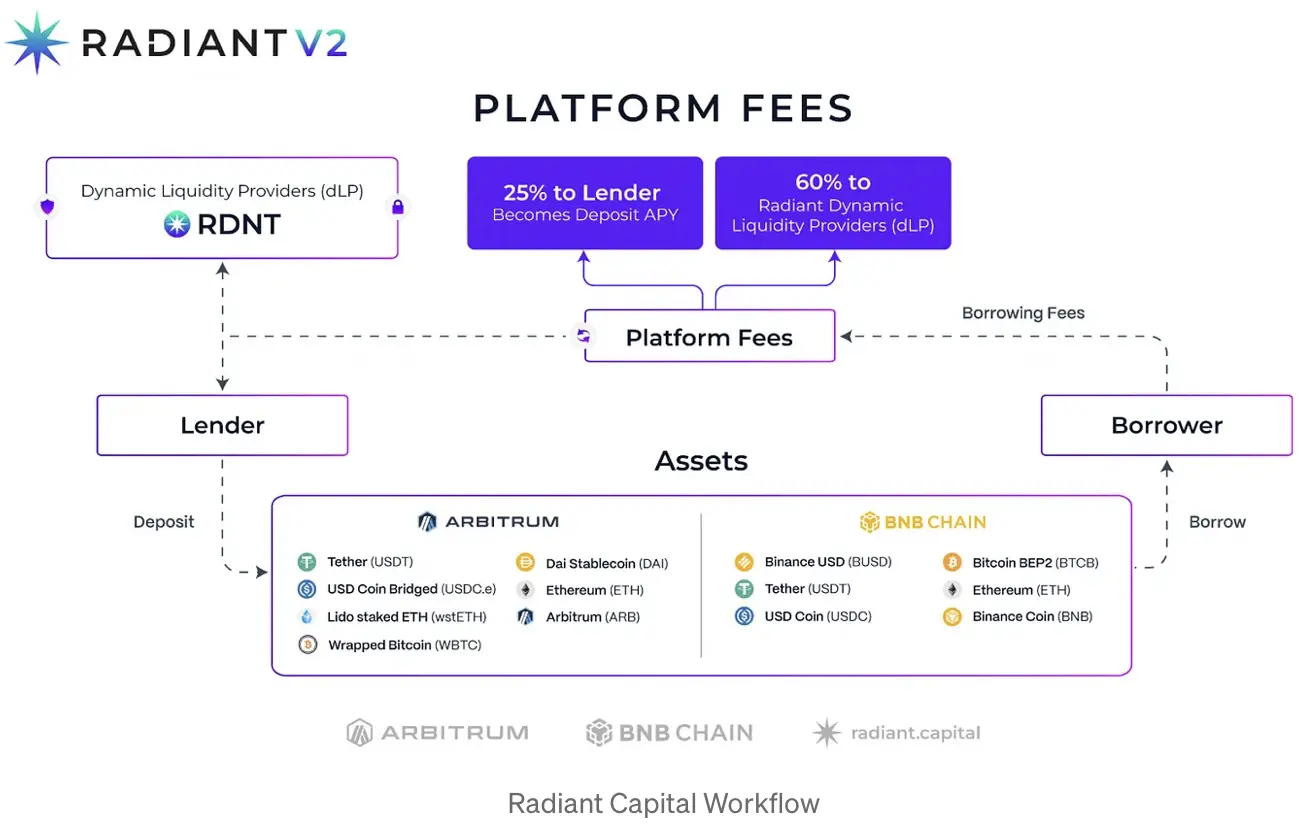 RADIANT V2
PLATFORM FEES
Dynamic Liquidity Providers (dLP)
RDNT
25% to Lender
Becomes Deposit APY
60% to
Radiant Dynamic
Liquidity Providers (dLP)
Platform Fees
Borrowing Fees
Lender
Borrower
Assets
Deposit
Borrow
ARBITRUM
Tether (USDT)
USD Coin Bridged (USDC.e)
Lido staked ETH (wstETH)
Wrapped Bitcoin (WBTC)
Dai Stablecoin (DAI)
Ethereum (ETH)
Arbitrum (ARB)
BNB CHAIN
Binance USD (BUSD)
Tether (USDT)
USD Coin (USDC)
Bitcoin BEP2 (BTCB)
Ethereum (ETH)
Binance Coin (BNB)
ARBITRUM
BNB CHAIN
radiant.capital
Radiant Capital Workflow